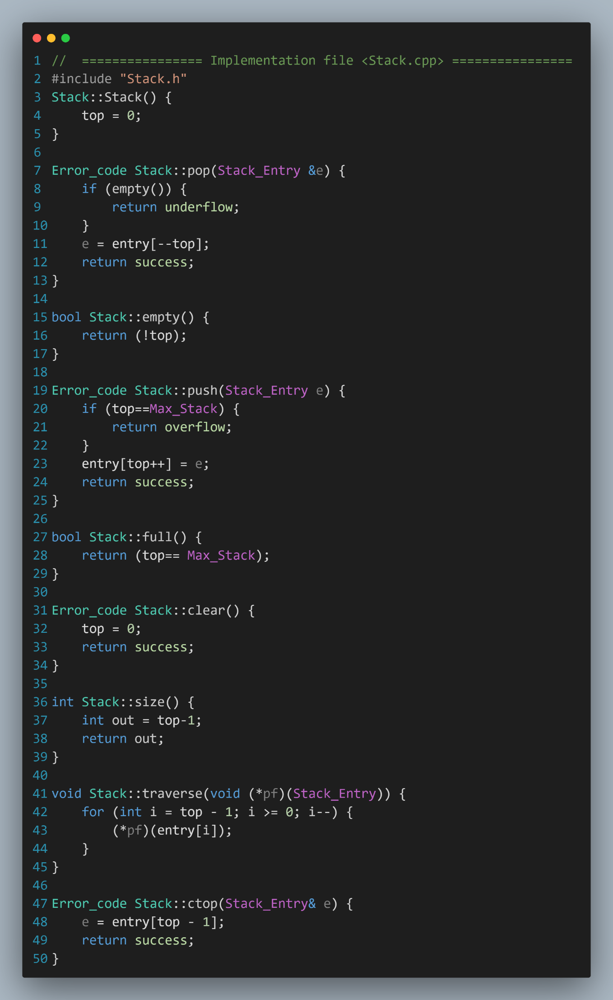 1 //  ================ Implementation file <Stack.cpp> ================
2 #include "Stack.h"
3 Stack::Stack() {
4     top = 0;
5 }
6
7 Error_code Stack::pop(Stack_Entry &e) {
8     if (empty()) {
9         return underflow;
10     }
11     e = entry[--top];
12     return success;
13 }
14
15 bool Stack::empty() {
16     return (!top);
17 }
18
19 Error_code Stack::push(Stack_Entry e) {
20     if (top==Max_Stack) {
21         return overflow;
22     }
23     entry[top++] = e;
24     return success;
25 }
26
27 bool Stack::full() {
28     return (top== Max_Stack);
29 }
30
31 Error_code Stack::clear() {
32     top = 0;
33     return success;
34 }
35
36 int Stack::size() {
37     int out = top-1;
38     return out;
39 }
40
41 void Stack::traverse(void (*pf)(Stack_Entry)) {
42     for (int i = top - 1; i >= 0; i--) {
43         (*pf)(entry[i]);
44     }
45 }
46
47 Error_code Stack::ctop(Stack_Entry& e) {
48     e = entry[top - 1];
49     return success;
50 }